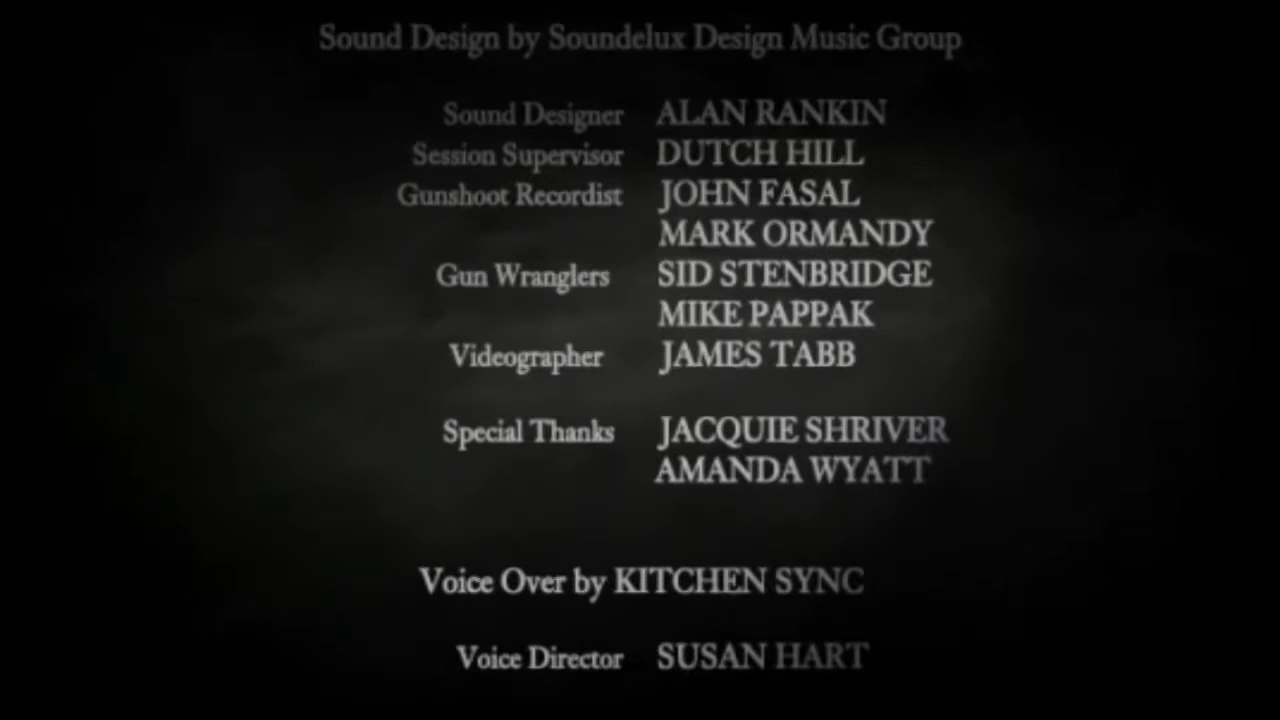 Sound Design by Soundelux Design Music Group
Sound Designer ALAN RANKIN
Session Supervisor DUTCH HILL
Gunshoot Recordist JOHN FASAL
MARK ORMANDY
Gun Wranglers SID STENBRIDGE
MIKE PAPPAK
Videographer JAMES TABB
Special Thanks JACQUIE SHRIVER
AMANDA WYATT
Voice Over by KITCHEN SYNC
Voice Director SUSAN HART